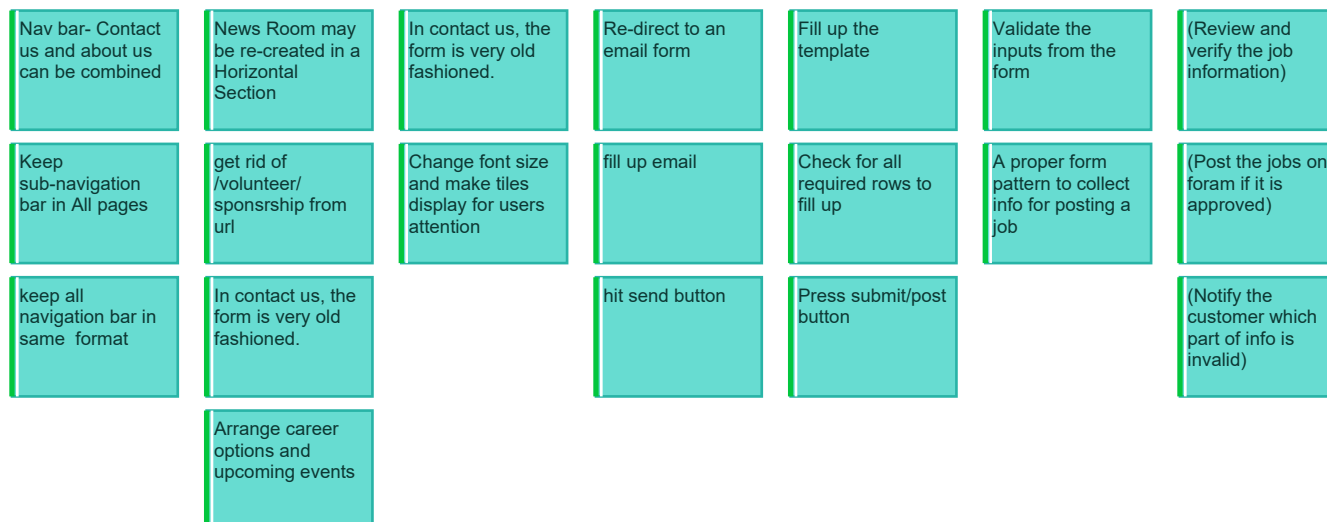 Nav bar- Contact
us and about us
can be combined
News Room may
be re-created in a
Horizontal
Section
In contact us, the
form is very old
fashioned.
Re-direct to an
email form
Fill up the
template
Validate the
inputs from the
form
(Review and
verify the job
information)
Keep
sub-navigation
bar in All pages
get rid of
/volunteer/
sponsrship from
url
Change font size
and make tiles
display for users
attention
fill up email
Check for all
required rows to
fill up
A proper form
pattern to collect
info for posting a
job
(Post the jobs on
foram if it is
approved)
keep all
navigation bar in
same  format
In contact us, the
form is very old
fashioned.
hit send button
Press submit/post
button
(Notify the
customer which
part of info is
invalid)
Arrange career
options and
upcoming events